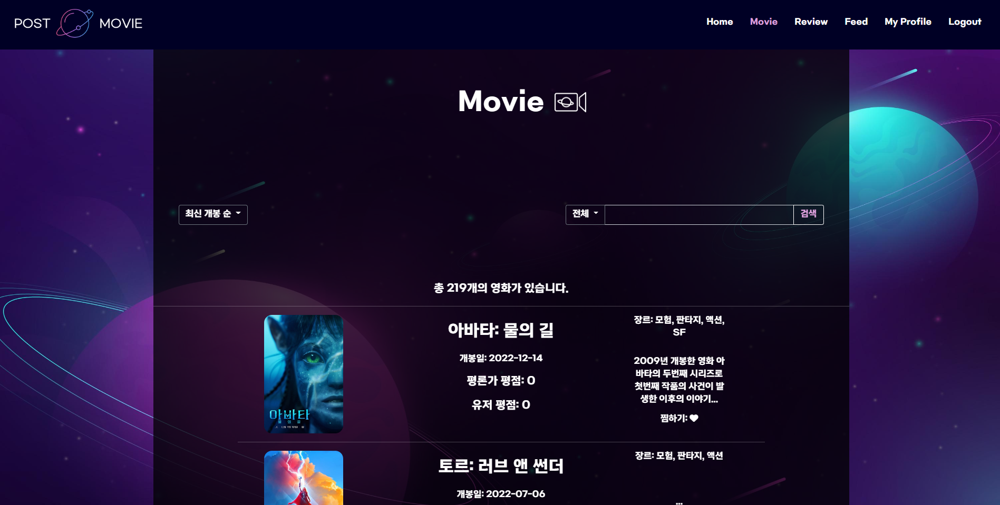 POST MOVIE
Home Movie Review Feed My Profile Logout
Movie
최신 개봉 순
전체
검색
총 219개의 영화가 있습니다.
아바타
물의 길
아바타: 물의 길
개봉일: 2022-12-14
평론가 평점: 0
유저 평점: 0
장르: 모험, 판타지, 액션,
SF
2009년 개봉한 영화 아
바타의 두번째 시리즈로
첫번째 작품의 사건이 발
생한 이후의 이야기...
찜하기:
토르: 러브 앤 썬더
개봉일: 2022-07-06
장르: 모험, 판타지, 액션
...